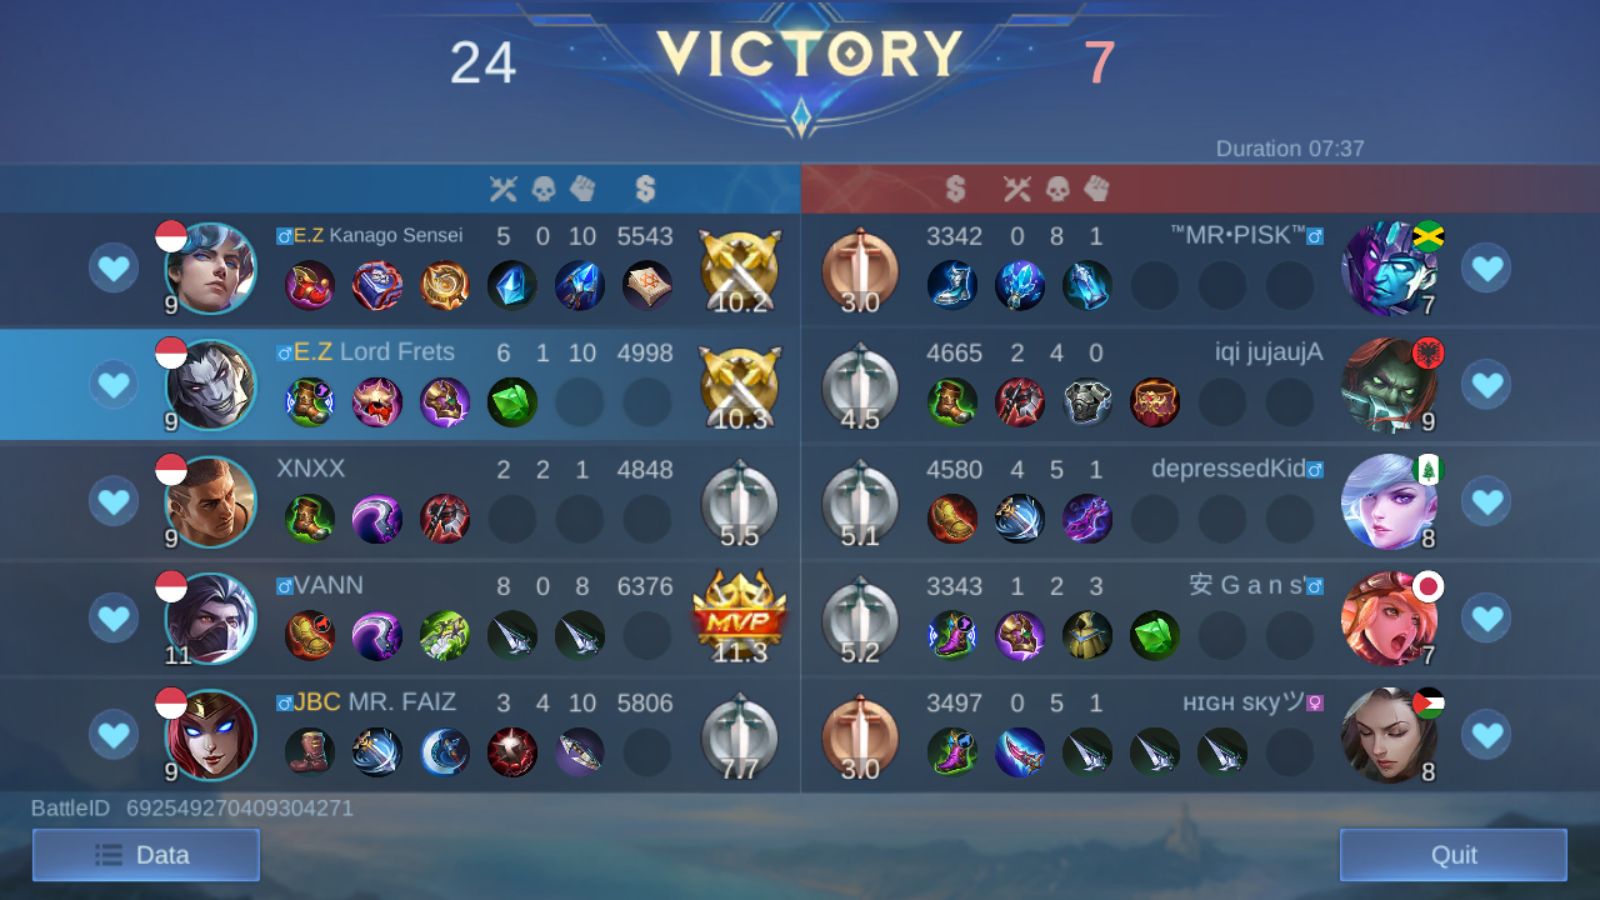 24 VICTORY 7
Duration 07:37
E.Z Kanago Sensei 5 0 10 5543
9 10.2
3342 0 8 1 ™MR•PISK™
3.0 7
E.Z Lord Frets 6 1 10 4998
9 10.3
4665 2 4 0 iqi jujaujA
4.5 9
XNXX 2 2 1 4848
9 5.5
4580 4 5 1 depressedKid
5.1 8
VANN 8 0 8 6376
MVP
11 11.3
3343 1 2 3 安 G a n s'
5.2 7
JBC MR. FAIZ 3 4 10 5806
9 7.7
3497 0 5 1 ʜɪɢʜ sᴋyツ
3.0 8
BattleID 692549270409304271
Data
Quit